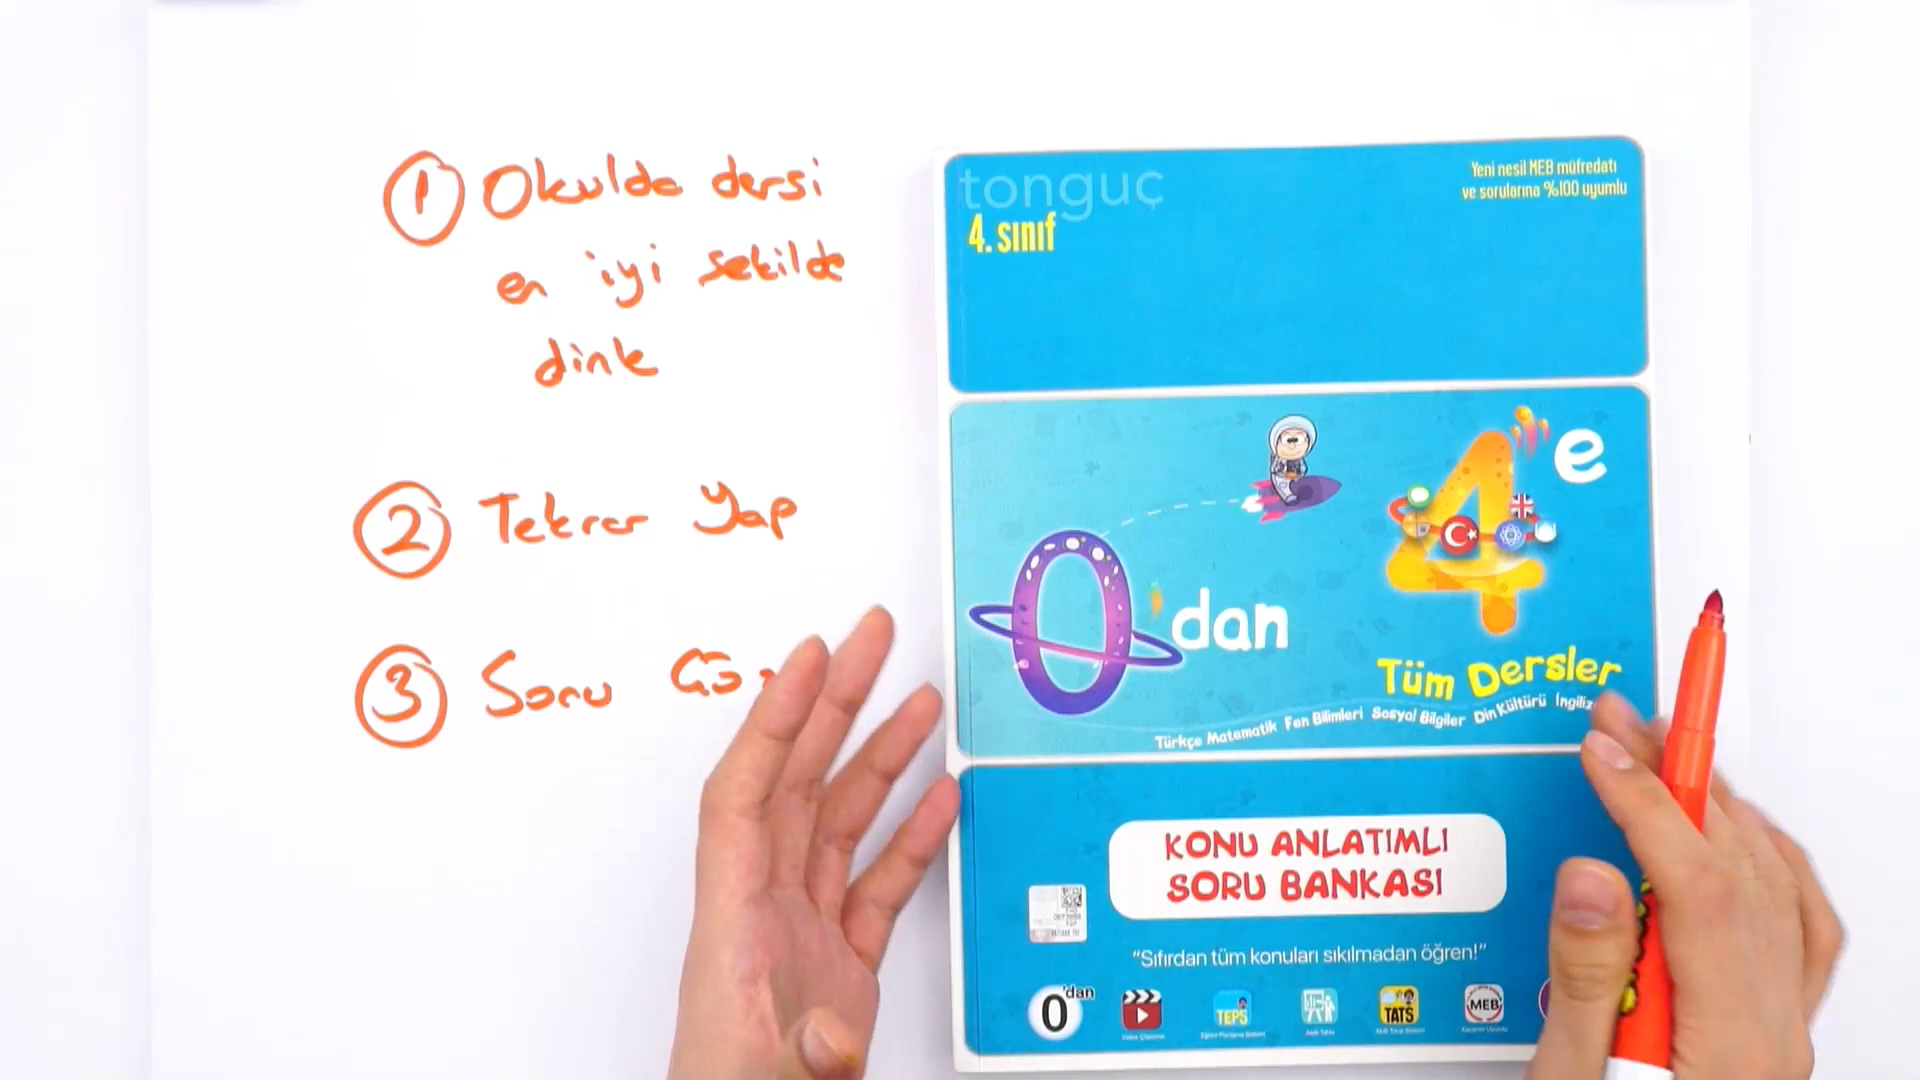 1 Okulda dersi
en iyi şekilde
dinle
2 Tekrar Yap
3 Soru
tonguç
4. sınıf
Yeni nesil MEB müfredatı
ve sorularına %100 uyumlu
0'dan 4e
Tüm Dersler
Türkçe Matematik Fen Bilimleri Sosyal Bilgiler Din Kültürü
KONU ANLATIMLI
SORU BANKASI
"Sıfırdan tüm konuları sıkılmadan öğren!"
0'dan
TEPS
TATS
MEB